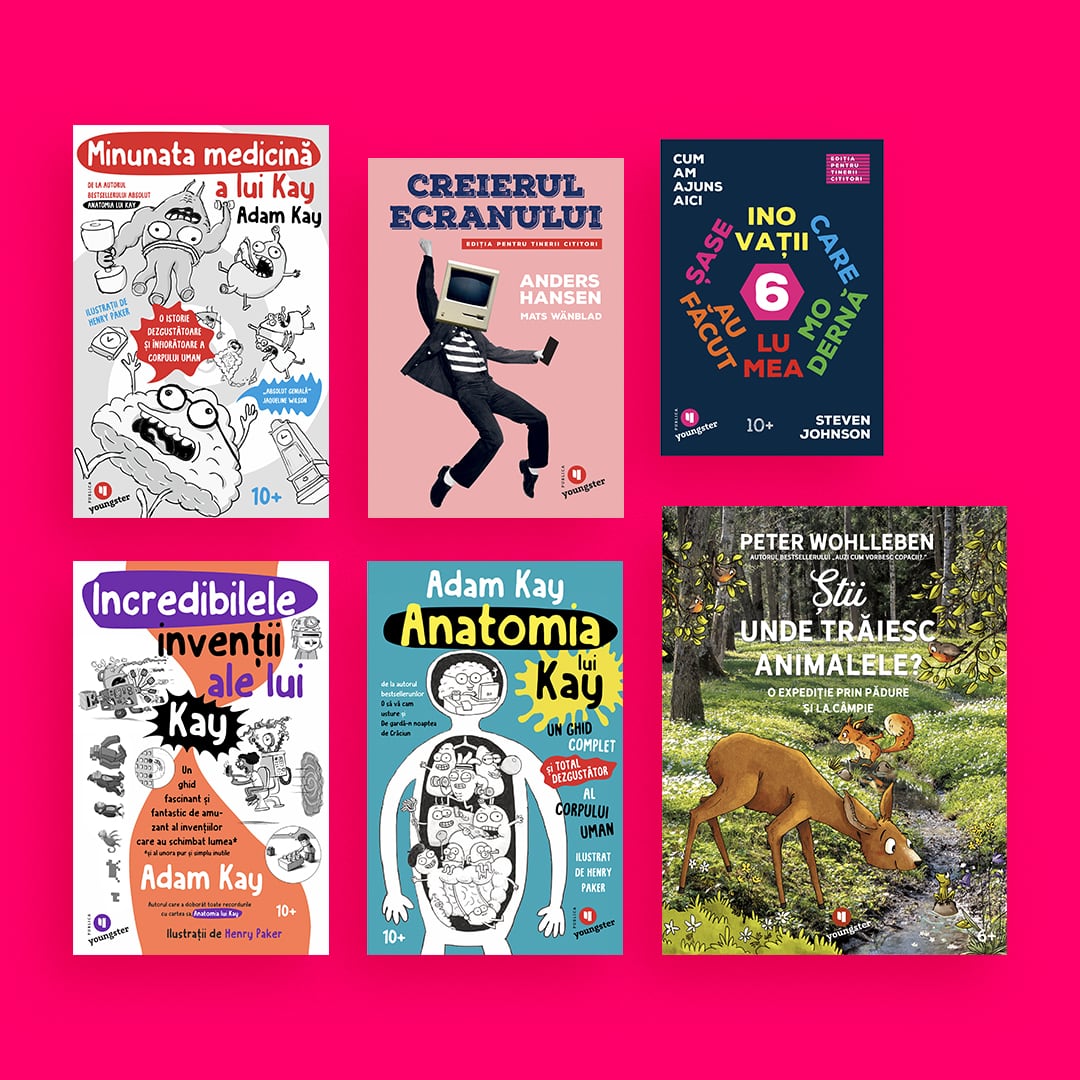 Minunata medicină
a lui Kay
DE LA AUTORUL
BESTSELLERULUI ABSOLUT
ANATOMIA LUI KAY
Adam Kay
ILUSTRAȚII DE
HENRY PAKER
O ISTORIE
DEZGUSTĂTOARE
ȘI ÎNFIORĂTOARE A
CORPULUI UMAN
„ABSOLUT GENIALĂ”
JAQUELINE WILSON
PUBLICA
youngster
10+
CREIERUL
ECRANULUI
EDIȚIA PENTRU TINERII CITITORI
ANDERS
HANSEN
MATS WÄNBLAD
PUBLICA
youngster
CUM
AM
AJUNS
AICI
EDIȚIA
PENTRU
TINERII
CITITORI
ȘASE
INO
VAȚII
CARE
6
AU
FĂCUT
LU
MEA
MO
DERNĂ
PUBLICA
youngster
10+
STEVEN
JOHNSON
Incredibilele
invenții
ale lui
Kay
Un
ghid
fascinant și
fantastic de amu-
zant al invențiilor
care au schimbat lumea*
*și al unora pur și simplu inutile
Adam Kay
Autorul care a doborât toate recordurile
cu cartea sa Anatomia lui Kay
10+
PUBLICA
youngster
Ilustrații de Henry Paker
Adam Kay
Anatomia
lui
Kay
de la autorul
bestsellerurilor
O să vă cam
usture și
De gardă-n noaptea
de Crăciun
UN GHID
COMPLET
ȘI TOTAL
DEZGUSTĂTOR
AL
CORPULUI
UMAN
ILUSTRAT
DE HENRY
PAKER
10+
PUBLICA
youngster
PETER WOHLLEBEN
AUTORUL BESTSELLERULUI „AUZI CUM VORBESC COPACII?”
Știi
UNDE TRĂIESC
ANIMALELE?
O EXPEDIȚIE PRIN PĂDURE
ȘI LA CÂMPIE
PUBLICA
youngster
6+